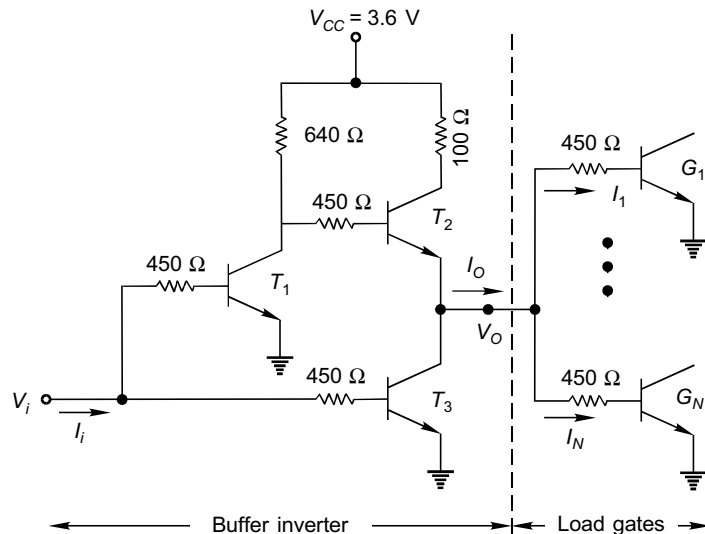 V_CC = 3.6 V
640 Ω
100 Ω
450 Ω
G_1
450 Ω
T_2
I_1
450 Ω
T_1
I_O
V_O
450 Ω
450 Ω
T_3
G_N
V_i
I_i
I_N
Buffer inverter
Load gates